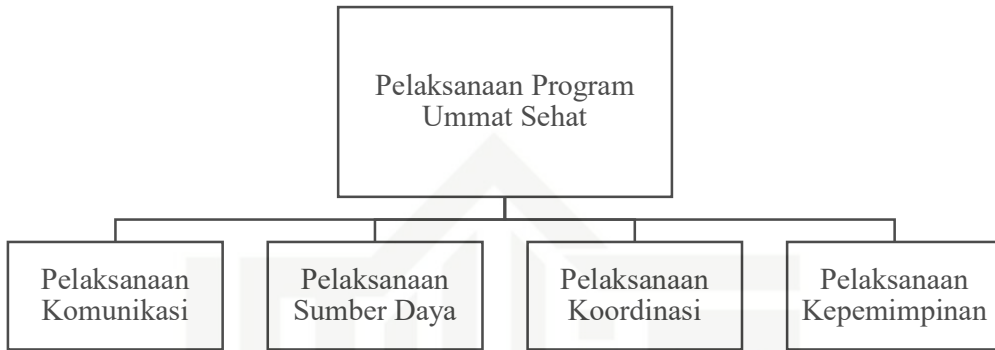 Pelaksanaan Program
Ummat Sehat
Pelaksanaan
Komunikasi
Pelaksanaan
Sumber Daya
Pelaksanaan
Koordinasi
Pelaksanaan
Kepemimpinan